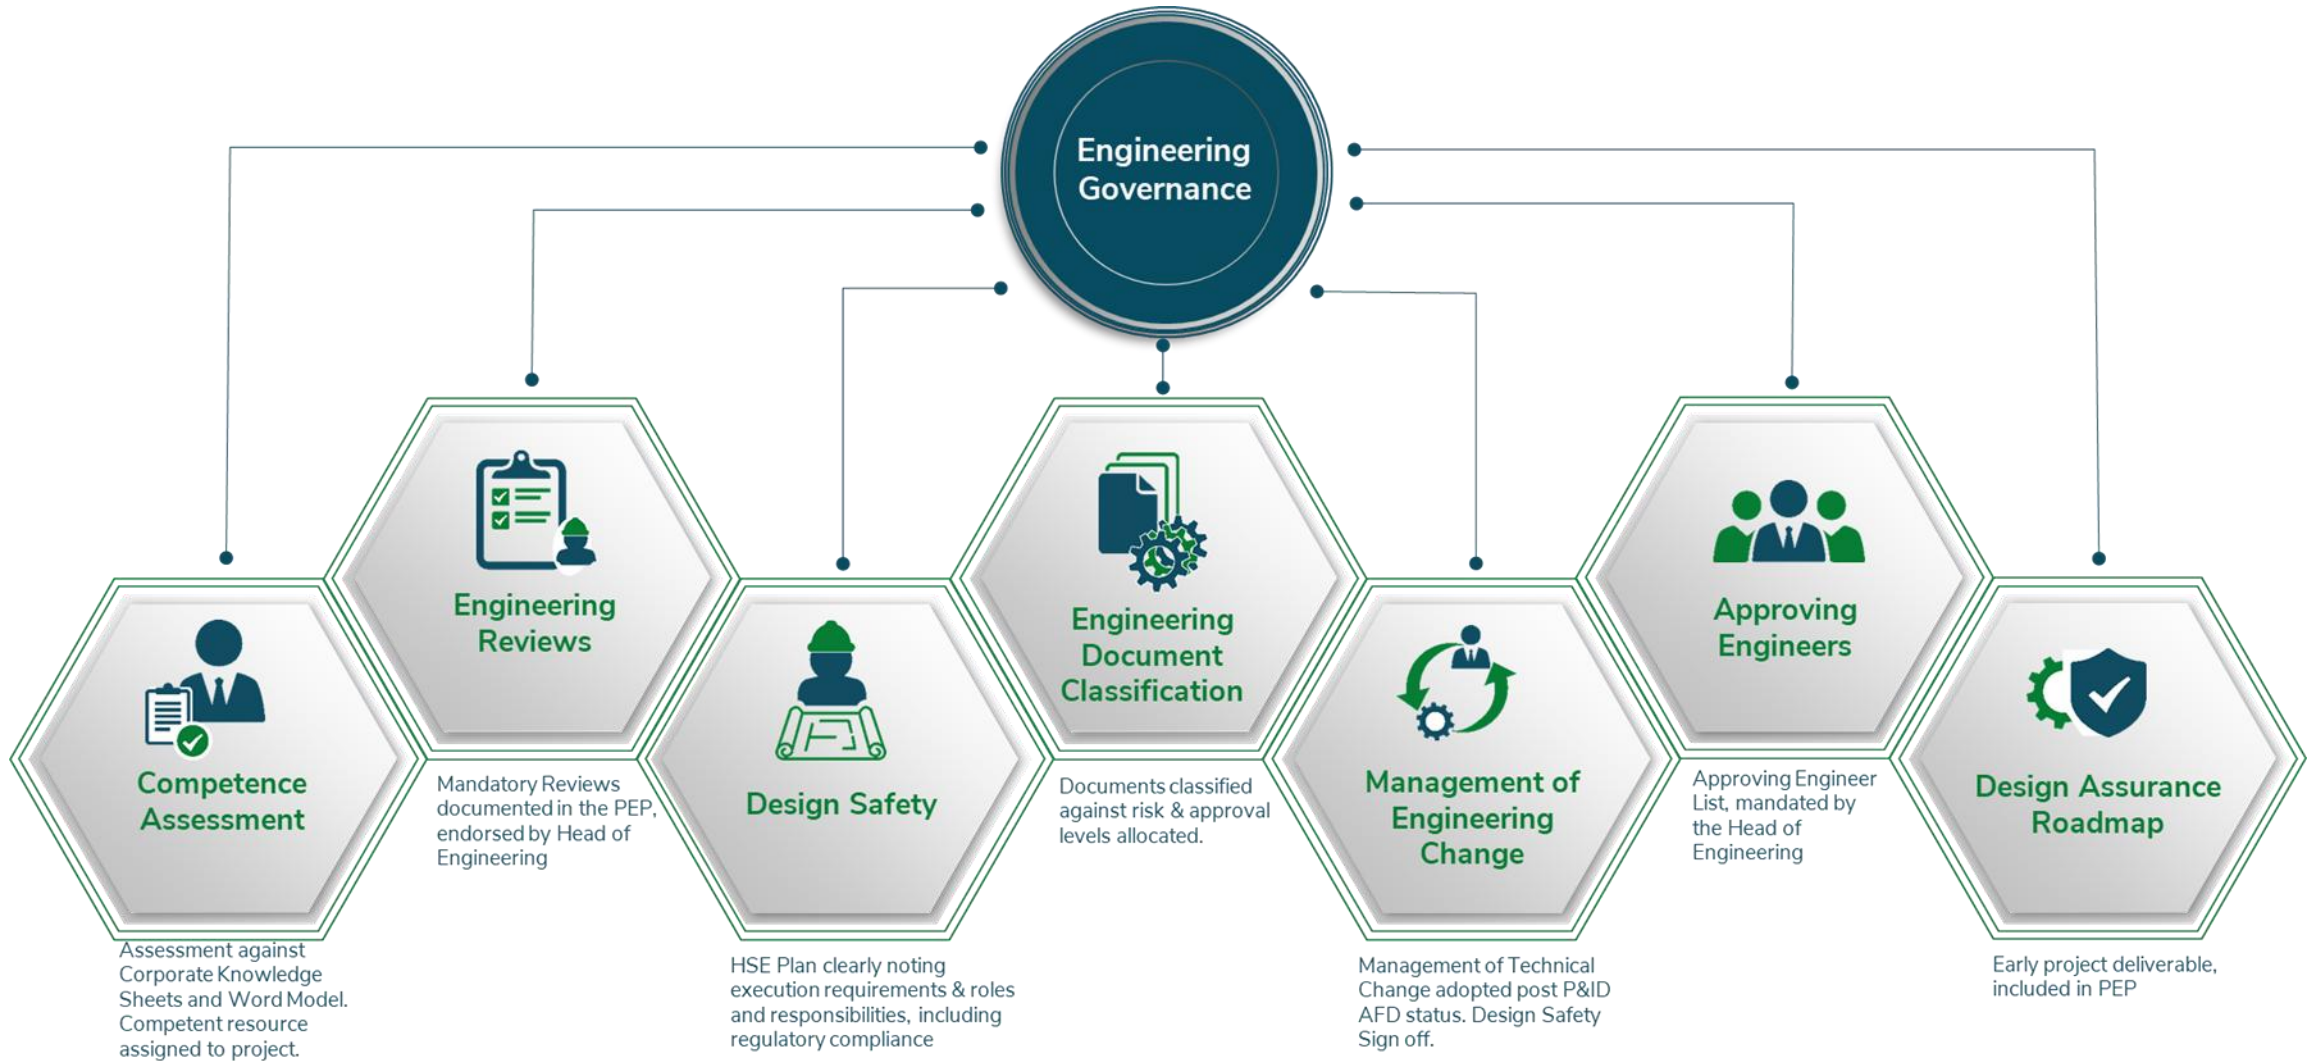 Engineering
Governance
Competence
Assessment
Assessment against
Corporate Knowledge
Sheets and Word Model.
Competent resource
assigned to project.
Engineering
Reviews
Mandatory Reviews
documented in the PEP,
endorsed by Head of
Engineering
Design Safety
HSE Plan clearly noting
execution requirements & roles
and responsibilities, including
regulatory compliance
Engineering
Document
Classification
Documents classified
against risk & approval
levels allocated.
Management of
Engineering
Change
Management of Technical
Change adopted post P&ID
AFD status. Design Safety
Sign off.
Approving
Engineers
Approving Engineer
List, mandated by
the Head of
Engineering
Design Assurance
Roadmap
Early project deliverable,
included in PEP